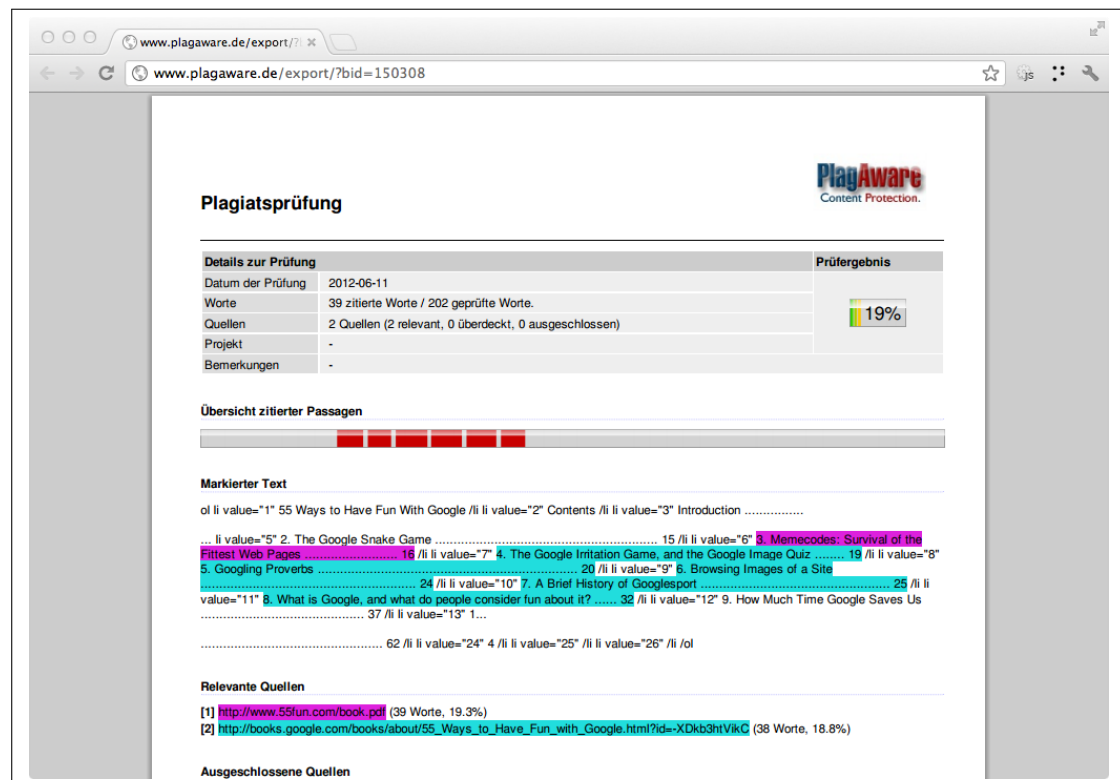 www.plagaware.de/export/?i
www.plagaware.de/export/?bid=150308
js
PlagAware
Content Protection.
Plagiatsprüfung
Details zur Prüfung Prüfergebnis
Datum der Prüfung 2012-06-11
Worte 39 zitierte Worte / 202 geprüfte Worte.
19%
Quellen 2 Quellen (2 relevant, 0 überdeckt, 0 ausgeschlossen)
Projekt -
Bemerkungen -
Übersicht zitierter Passagen
Markierter Text
ol li value="1" 55 Ways to Have Fun With Google /li li value="2" Contents /li li value="3" Introduction ................
... li value="5" 2. The Google Snake Game ............................................................ 15 /li li value="6" 3. Memecodes: Survival of the
Fittest Web Pages ......................... 16 /li li value="7" 4. The Google Irritation Game, and the Google Image Quiz ........ 19 /li li value="8"
5. Googling Proverbs ....................................................................... 20 /li li value="9" 6. Browsing Images of a Site
.......................................................... 24 /li li value="10" 7. A Brief History of Googlesport ........................................................... 25 /li li
value="11" 8. What is Google, and what do people consider fun about it? ...... 32 /li li value="12" 9. How Much Time Google Saves Us
............................................ 37 /li li value="13" 1...
................................................. 62 /li li value="24" 4 /li li value="25" /li li value="26" /li /ol
Relevante Quellen
[1] http://www.55fun.com/book.pdf (39 Worte, 19.3%)
[2] http://books.google.com/books/about/55_Ways_to_Have_Fun_with_Google.html?id=-XDkb3htVikC (38 Worte, 18.8%)
Ausgeschlossene Quellen